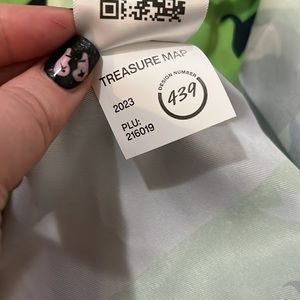 TREASURE MAP
DESIGN NUMBER
439
2023
PLU:
216019